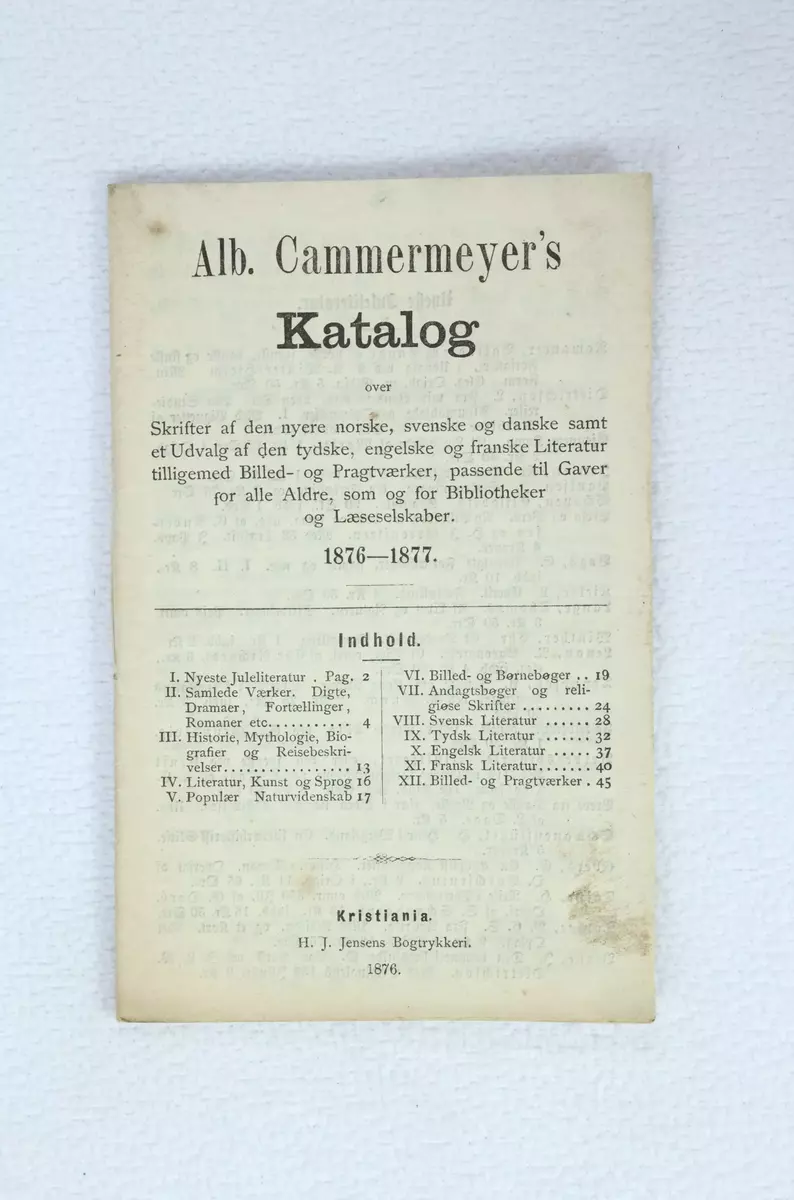 Alb. Cammermeyer's
Katalog
over
Skrifter af den nyere norske, svenske og danske samt
et Udvalg af den tydske, engelske og franske Literatur
tilligemed Billed- og Pragtværker, passende til Gaver
for alle Aldre, som og for Bibliotheker
og Læseselskaber.
1876—1877.
Indhold.
I. Nyeste Juleliteratur . Pag. 2
II. Samlede Værker. Digte,
Dramaer, Fortællinger,
Romaner etc........... 4
III. Historie, Mythologie, Bio-
grafier og Reisebeskri-
velser................ 13
IV. Literatur, Kunst og Sprog 16
V. Populær Naturvidenskab 17
VI. Billed- og Børnebøger .. 19
VII. Andagtsbøger og reli-
giøse Skrifter ......... 24
VIII. Svensk Literatur ...... 28
IX. Tydsk Literatur ...... 32
X. Engelsk Literatur ..... 37
XI. Fransk Literatur....... 40
XII. Billed- og Pragtværker . 45
Kristiania.
H. J. Jensens Bogtrykkeri.
1876.